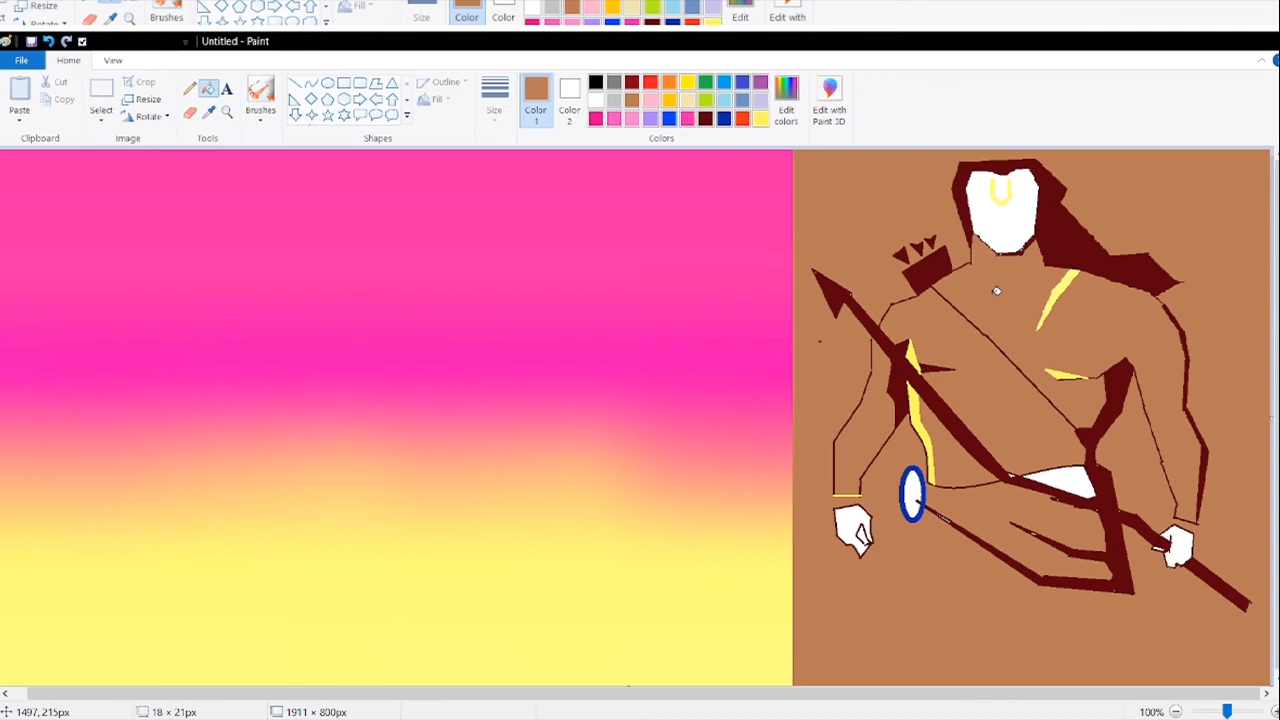 Resize
Rotate
Brushes
Fill
Size
Color
Color
Edit
Edit with
Untitled - Paint
File
Home
View
Paste
Cut
Copy
Select
Crop
Resize
Rotate
A
Brushes
Outline
Fill
Size
Color
1
Color
2
Edit
colors
Edit with
Paint 3D
Clipboard
Image
Tools
Shapes
Colors
U
1497, 215px
18 × 21px
1911 × 800px
100%